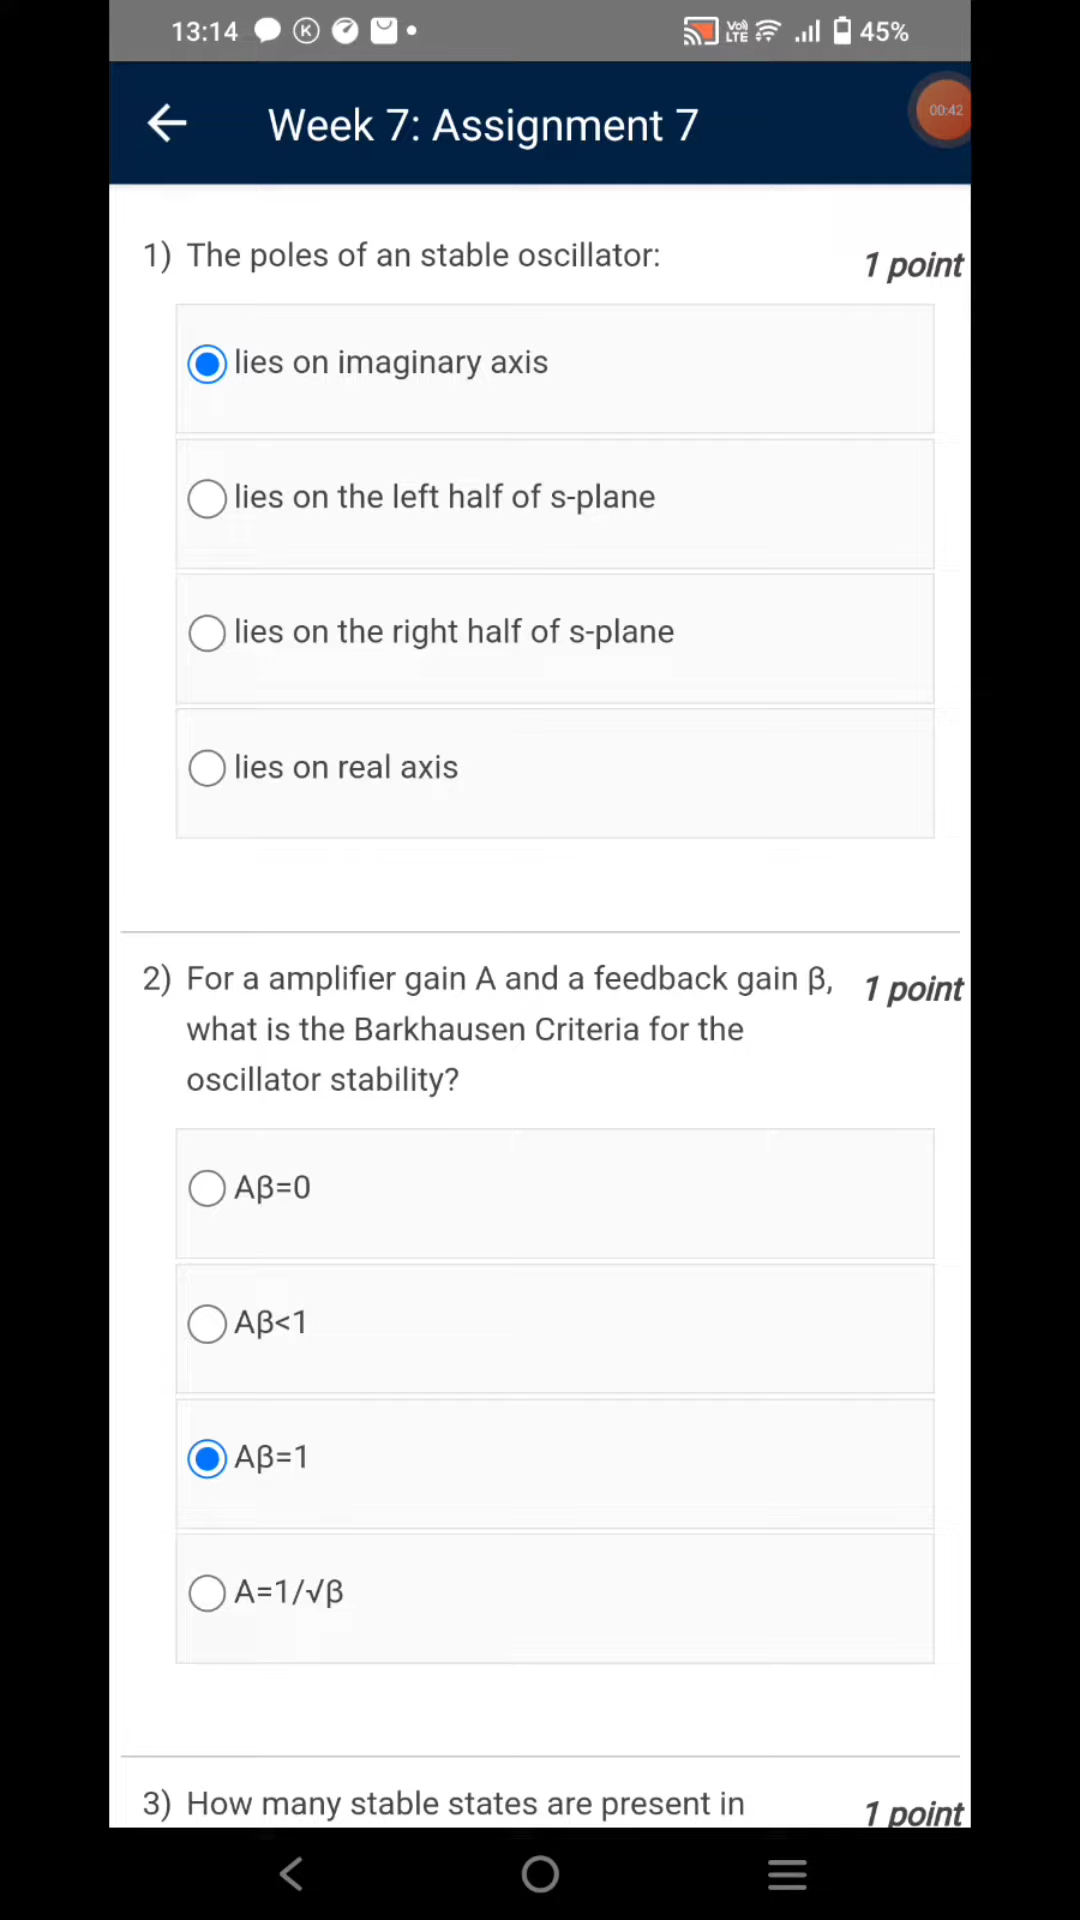 13:14 K Vo) LTE 45%
Week 7: Assignment 7
00:42
1) The poles of an stable oscillator: 1 point
lies on imaginary axis
lies on the left half of s-plane
lies on the right half of s-plane
lies on real axis
2) For a amplifier gain A and a feedback gain β, 1 point
what is the Barkhausen Criteria for the
oscillator stability?
Aβ=0
Aβ<1
Aβ=1
A=1/√β
3) How many stable states are present in 1 point